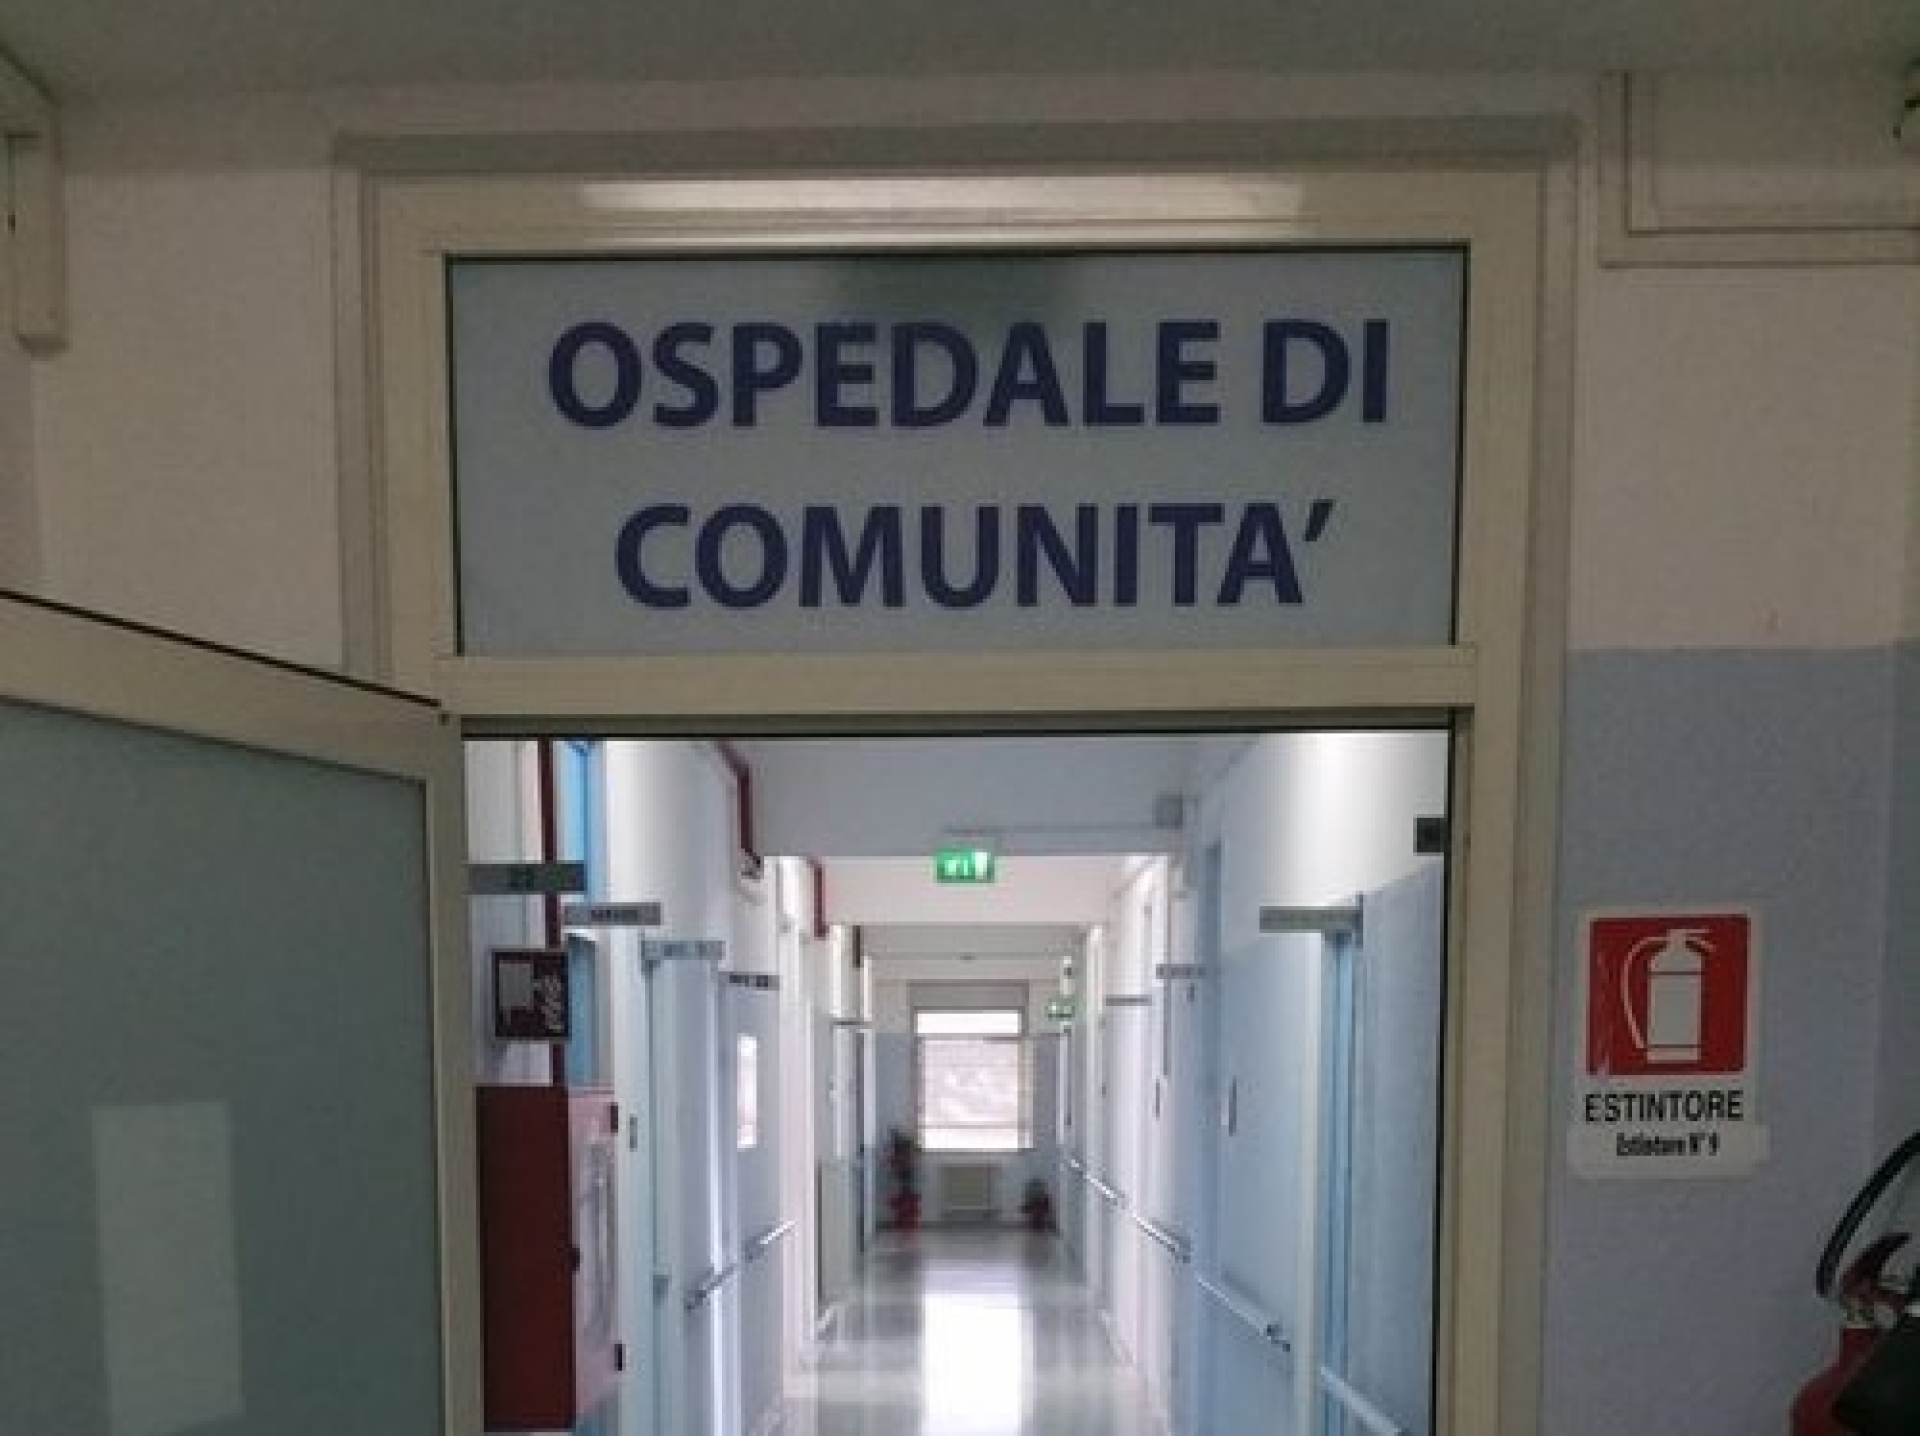 OSPEDALE DI
COMUNITA'
ESTINTORE
Estintore N° 9